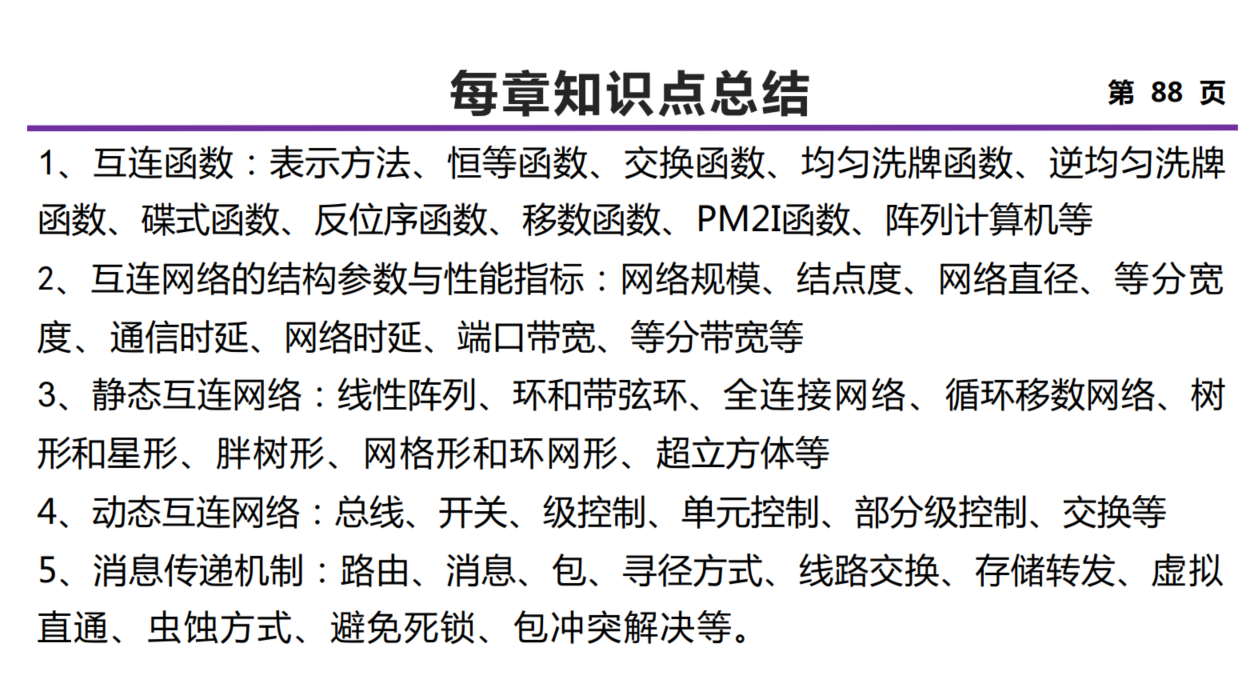 每章知识点总结
第 88 页
1、互连函数：表示方法、恒等函数、交换函数、均匀洗牌函数、逆均匀洗牌
函数、碟式函数、反位序函数、移数函数、PM2I函数、阵列计算机等
2、互连网络的结构参数与性能指标：网络规模、结点度、网络直径、等分宽
度、通信时延、网络时延、端口带宽、等分带宽等
3、静态互连网络：线性阵列、环和带弦环、全连接网络、循环移数网络、树
形和星形、胖树形、网格形和环网形、超立方体等
4、动态互连网络：总线、开关、级控制、单元控制、部分级控制、交换等
5、消息传递机制：路由、消息、包、寻径方式、线路交换、存储转发、虚拟
直通、虫蚀方式、避免死锁、包冲突解决等。